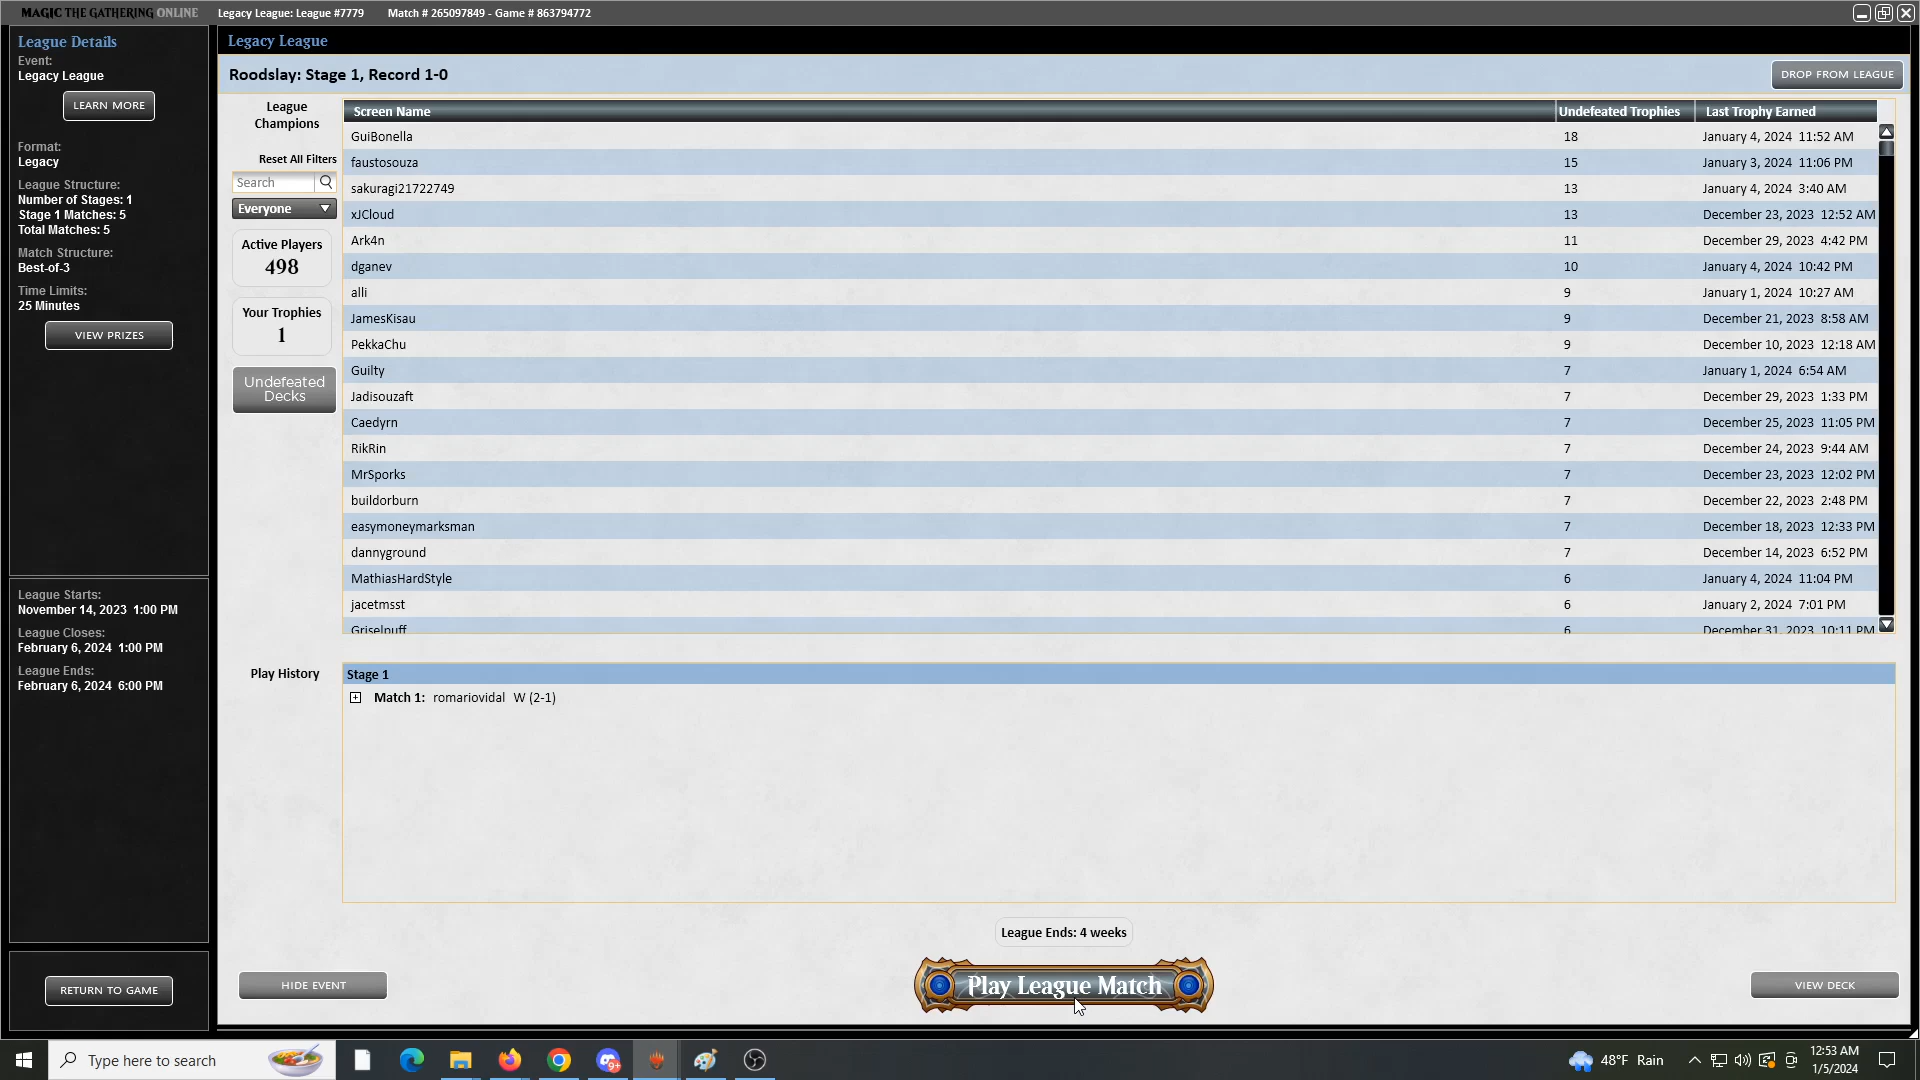 MAGIC THE GATHERING ONLINE
Legacy League: League #7779
Match # 265097849 - Game # 863794772
League Details
Event:
Legacy League
LEARN MORE
Format:
Legacy
League Structure:
Number of Stages: 1
Stage 1 Matches: 5
Total Matches: 5
Match Structure:
Best-of-3
Time Limits:
25 Minutes
VIEW PRIZES
League Starts:
November 14, 2023 1:00 PM
League Closes:
February 6, 2024 1:00 PM
League Ends:
February 6, 2024 6:00 PM
RETURN TO GAME
Legacy League
Roodslay: Stage 1, Record 1-0
DROP FROM LEAGUE
League
Champions
Reset All Filters
Search
Everyone
Active Players
498
Your Trophies
1
Undefeated
Decks
Screen Name Undefeated Trophies Last Trophy Earned
GuiBonella 18 January 4, 2024 11:52 AM
faustosouza 15 January 3, 2024 11:06 PM
sakuragi21722749 13 January 4, 2024 3:40 AM
xJCloud 13 December 23, 2023 12:52 AM
Ark4n 11 December 29, 2023 4:42 PM
dganev 10 January 4, 2024 10:42 PM
alli 9 January 1, 2024 10:27 AM
JamesKisau 9 December 21, 2023 8:58 AM
PekkaChu 9 December 10, 2023 12:18 AM
Guilty 7 January 1, 2024 6:54 AM
Jadisouzaft 7 December 29, 2023 1:33 PM
Caedyrn 7 December 25, 2023 11:05 PM
RikRin 7 December 24, 2023 9:44 AM
MrSporks 7 December 23, 2023 12:02 PM
buildorburn 7 December 22, 2023 2:48 PM
easymoneymarksman 7 December 18, 2023 12:33 PM
dannyground 7 December 14, 2023 6:52 PM
MathiasHardStyle 6 January 4, 2024 11:04 PM
jacetmsst 6 January 2, 2024 7:01 PM
Griselpuff 6 December 31, 2023 10:11 PM
Play History
Stage 1
Match 1: romariovidal W (2-1)
League Ends: 4 weeks
HIDE EVENT
Play League Match
VIEW DECK
Type here to search
9+
48°F Rain
12:53 AM
1/5/2024